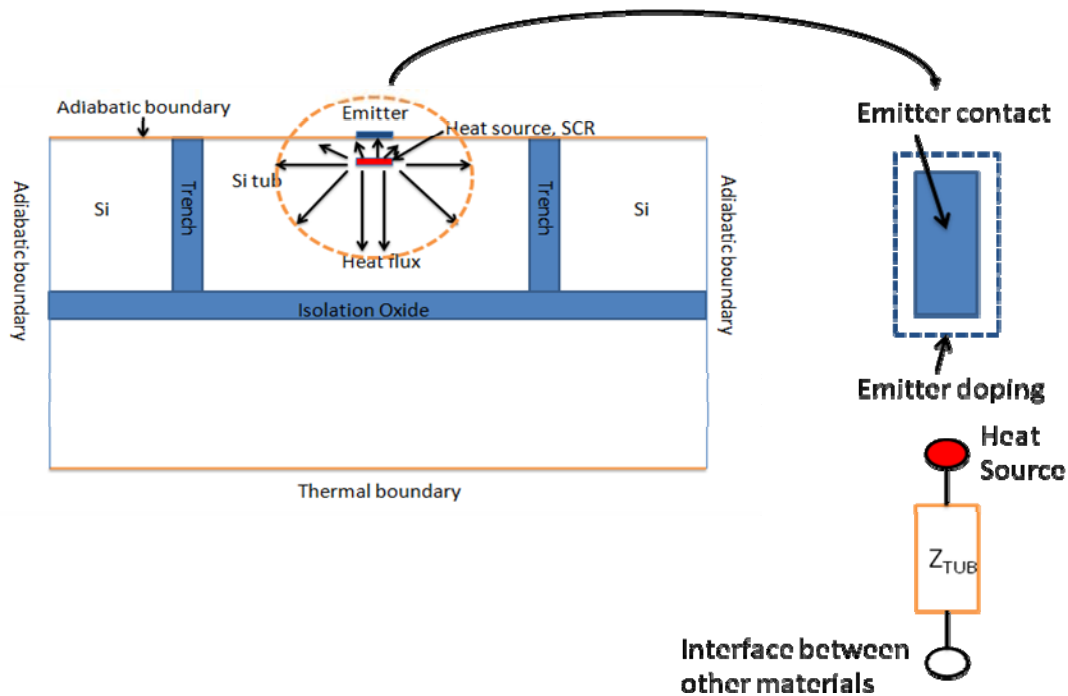 Adiabatic boundary
Emitter
Heat source, SCR
Emitter contact
Adiabatic boundary
Si
Trench
Si tub
Heat flux
Trench
Si
Adiabatic boundary
Isolation Oxide
Thermal boundary
Emitter doping
Heat
Source
Z_TUB
Interface between
other materials